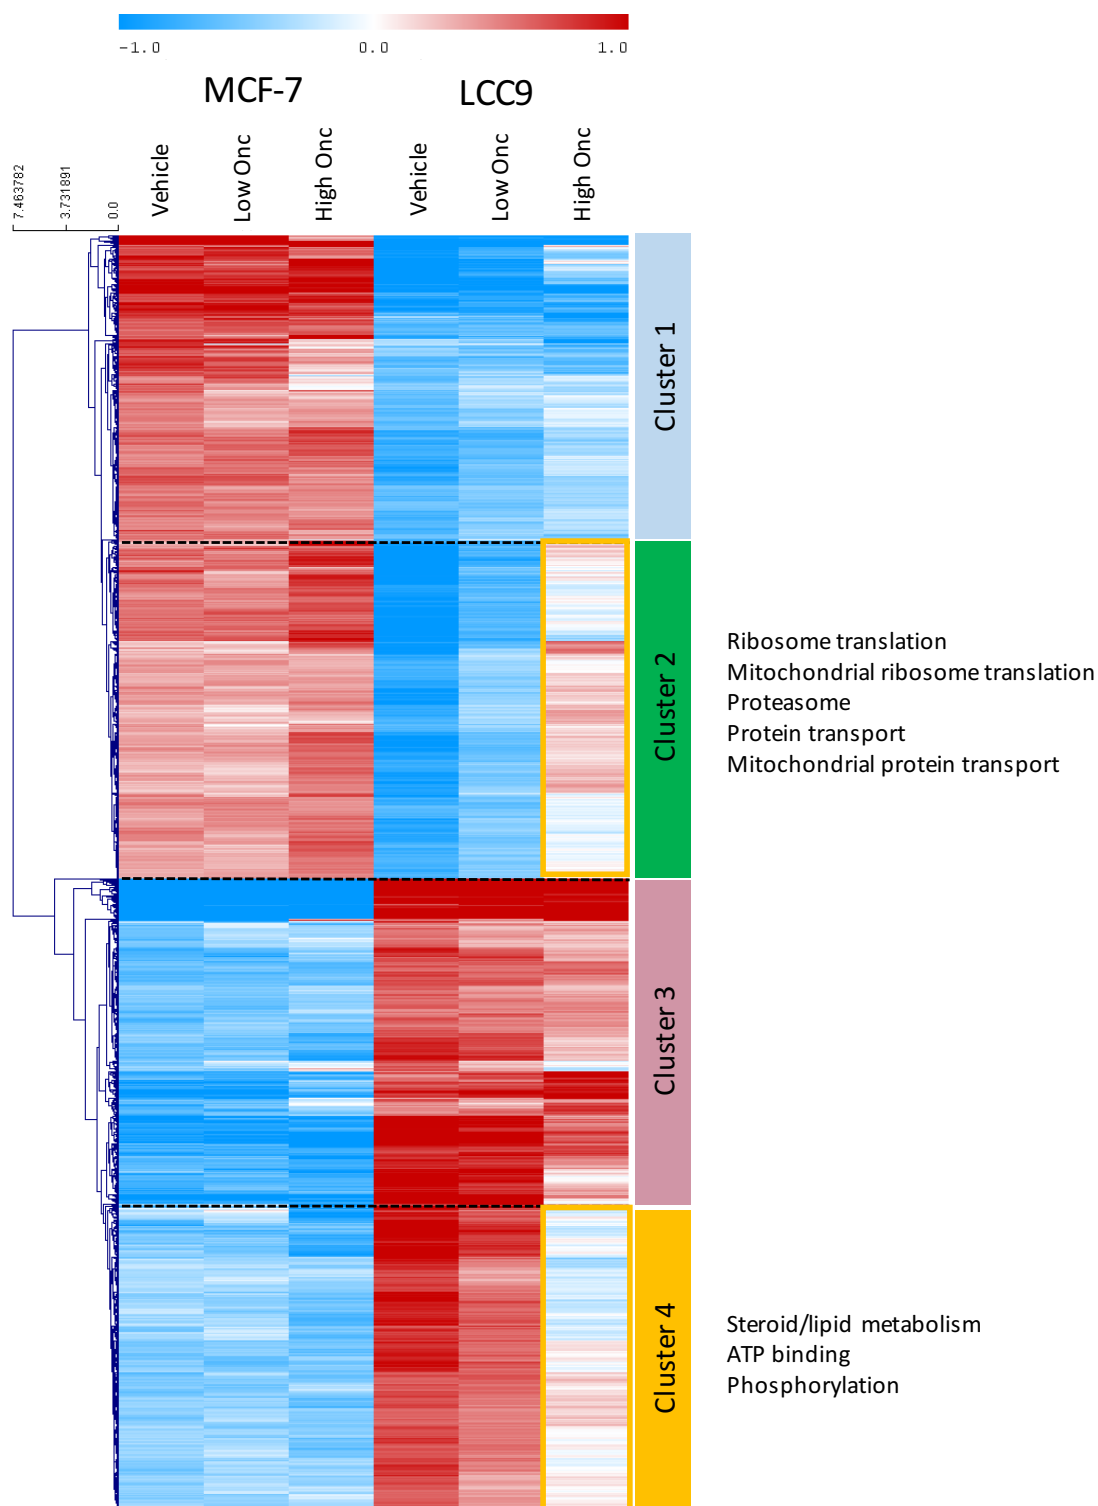 -1.0 0.0 1.0
MCF-7 LCC9
7.463782 3.731891 0.0 Vehicle Low Onc High Onc Vehicle Low Onc High Onc
Cluster 1
Cluster 2
Ribosome translation
Mitochondrial ribosome translation
Proteasome
Protein transport
Mitochondrial protein transport
Cluster 3
Cluster 4
Steroid/lipid metabolism
ATP binding
Phosphorylation